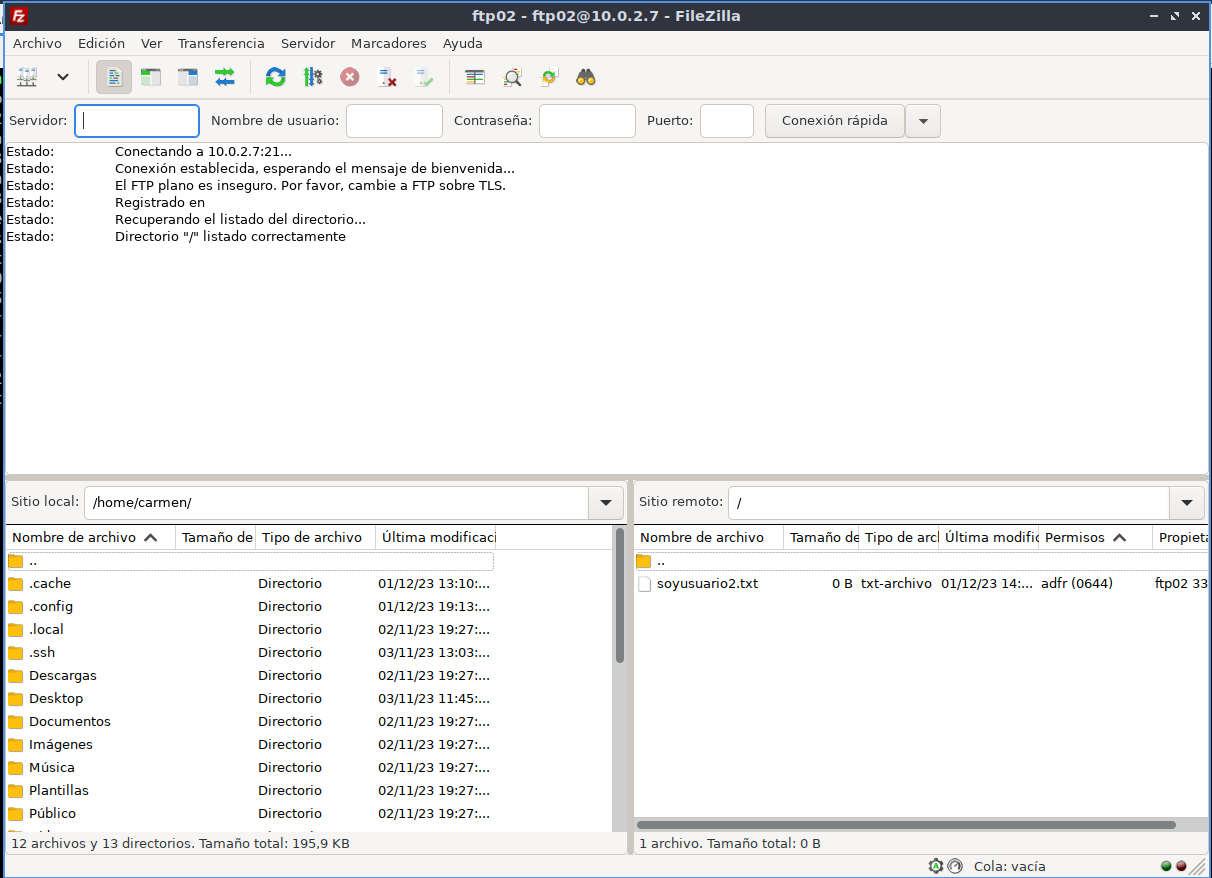 ftp02 - ftp02@10.0.2.7 - FileZilla
Archivo Edición Ver Transferencia Servidor Marcadores Ayuda
Servidor: Nombre de usuario: Contraseña: Puerto: Conexión rápida
Estado: Conectando a 10.0.2.7:21...
Estado: Conexión establecida, esperando el mensaje de bienvenida...
Estado: El FTP plano es inseguro. Por favor, cambie a FTP sobre TLS.
Estado: Registrado en
Estado: Recuperando el listado del directorio...
Estado: Directorio "/" listado correctamente
Sitio local: /home/carmen/
Nombre de archivo Tamaño de Tipo de archivo Última modificaci
..
.cache Directorio 01/12/23 13:10:...
.config Directorio 01/12/23 19:13:...
.local Directorio 02/11/23 19:27:...
.ssh Directorio 03/11/23 13:03:...
Descargas Directorio 02/11/23 19:27:...
Desktop Directorio 03/11/23 11:45:...
Documentos Directorio 02/11/23 19:27:...
Imágenes Directorio 02/11/23 19:27:...
Música Directorio 02/11/23 19:27:...
Plantillas Directorio 02/11/23 19:27:...
Público Directorio 02/11/23 19:27:...
12 archivos y 13 directorios. Tamaño total: 195,9 KB
Sitio remoto: /
Nombre de archivo Tamaño de Tipo de arcl Última modific Permisos Propieta
..
soyusuario2.txt 0 B txt-archivo 01/12/23 14:... adfr (0644) ftp02 33
1 archivo. Tamaño total: 0 B
Cola: vacía